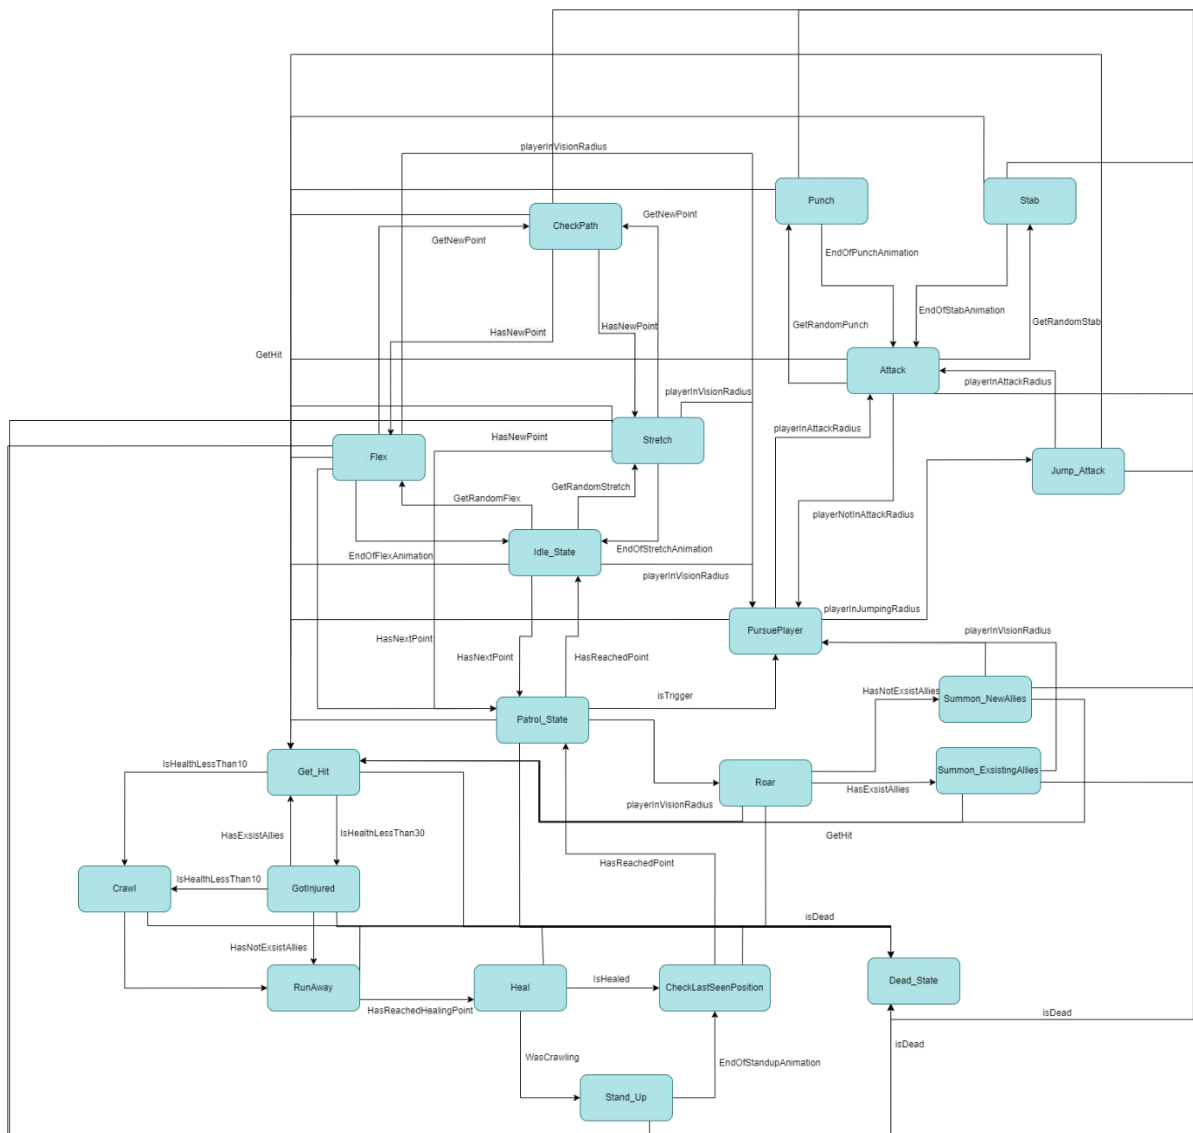 playerInVisionRadius
Punch
Stab
GetNewPoint
CheckPath
GetNewPoint
EndOfPunchAnimation
EndOfStabAnimation
HasNewPoint
HasNewPoint
GetRandomPunch
GetRandomStab
GetHit
Attack
playerInAttackRadius
playerInVisionRadius
playerInAttackRadius
Stretch
HasNewPoint
Flex
Jump_Attack
GetRandomStretch
GetRandomFlex
playerNotInAttackRadius
EndOfFlexAnimation
Idle_State
EndOfStretchAnimation
playerInVisionRadius
playerInJumpingRadius
PursuePlayer
HasNextPoint
HasNextPoint
HasReachedPoint
playerInVisionRadius
isTrigger
HasNotExsistAllies
Summon_NewAllies
Patrol_State
IsHealthLessThan10
Get_Hit
Roar
Summon_ExsistingAllies
HasExsistAllies
playerInVisionRadius
HasExsistAllies
IsHealthLessThan30
GetHit
HasReachedPoint
Crawl
IsHealthLessThan10
GotInjured
isDead
HasNotExsistAllies
RunAway
Heal
IsHealed
CheckLastSeenPosition
Dead_State
HasReachedHealingPoint
isDead
isDead
WasCrawling
EndOfStandupAnimation
Stand_Up